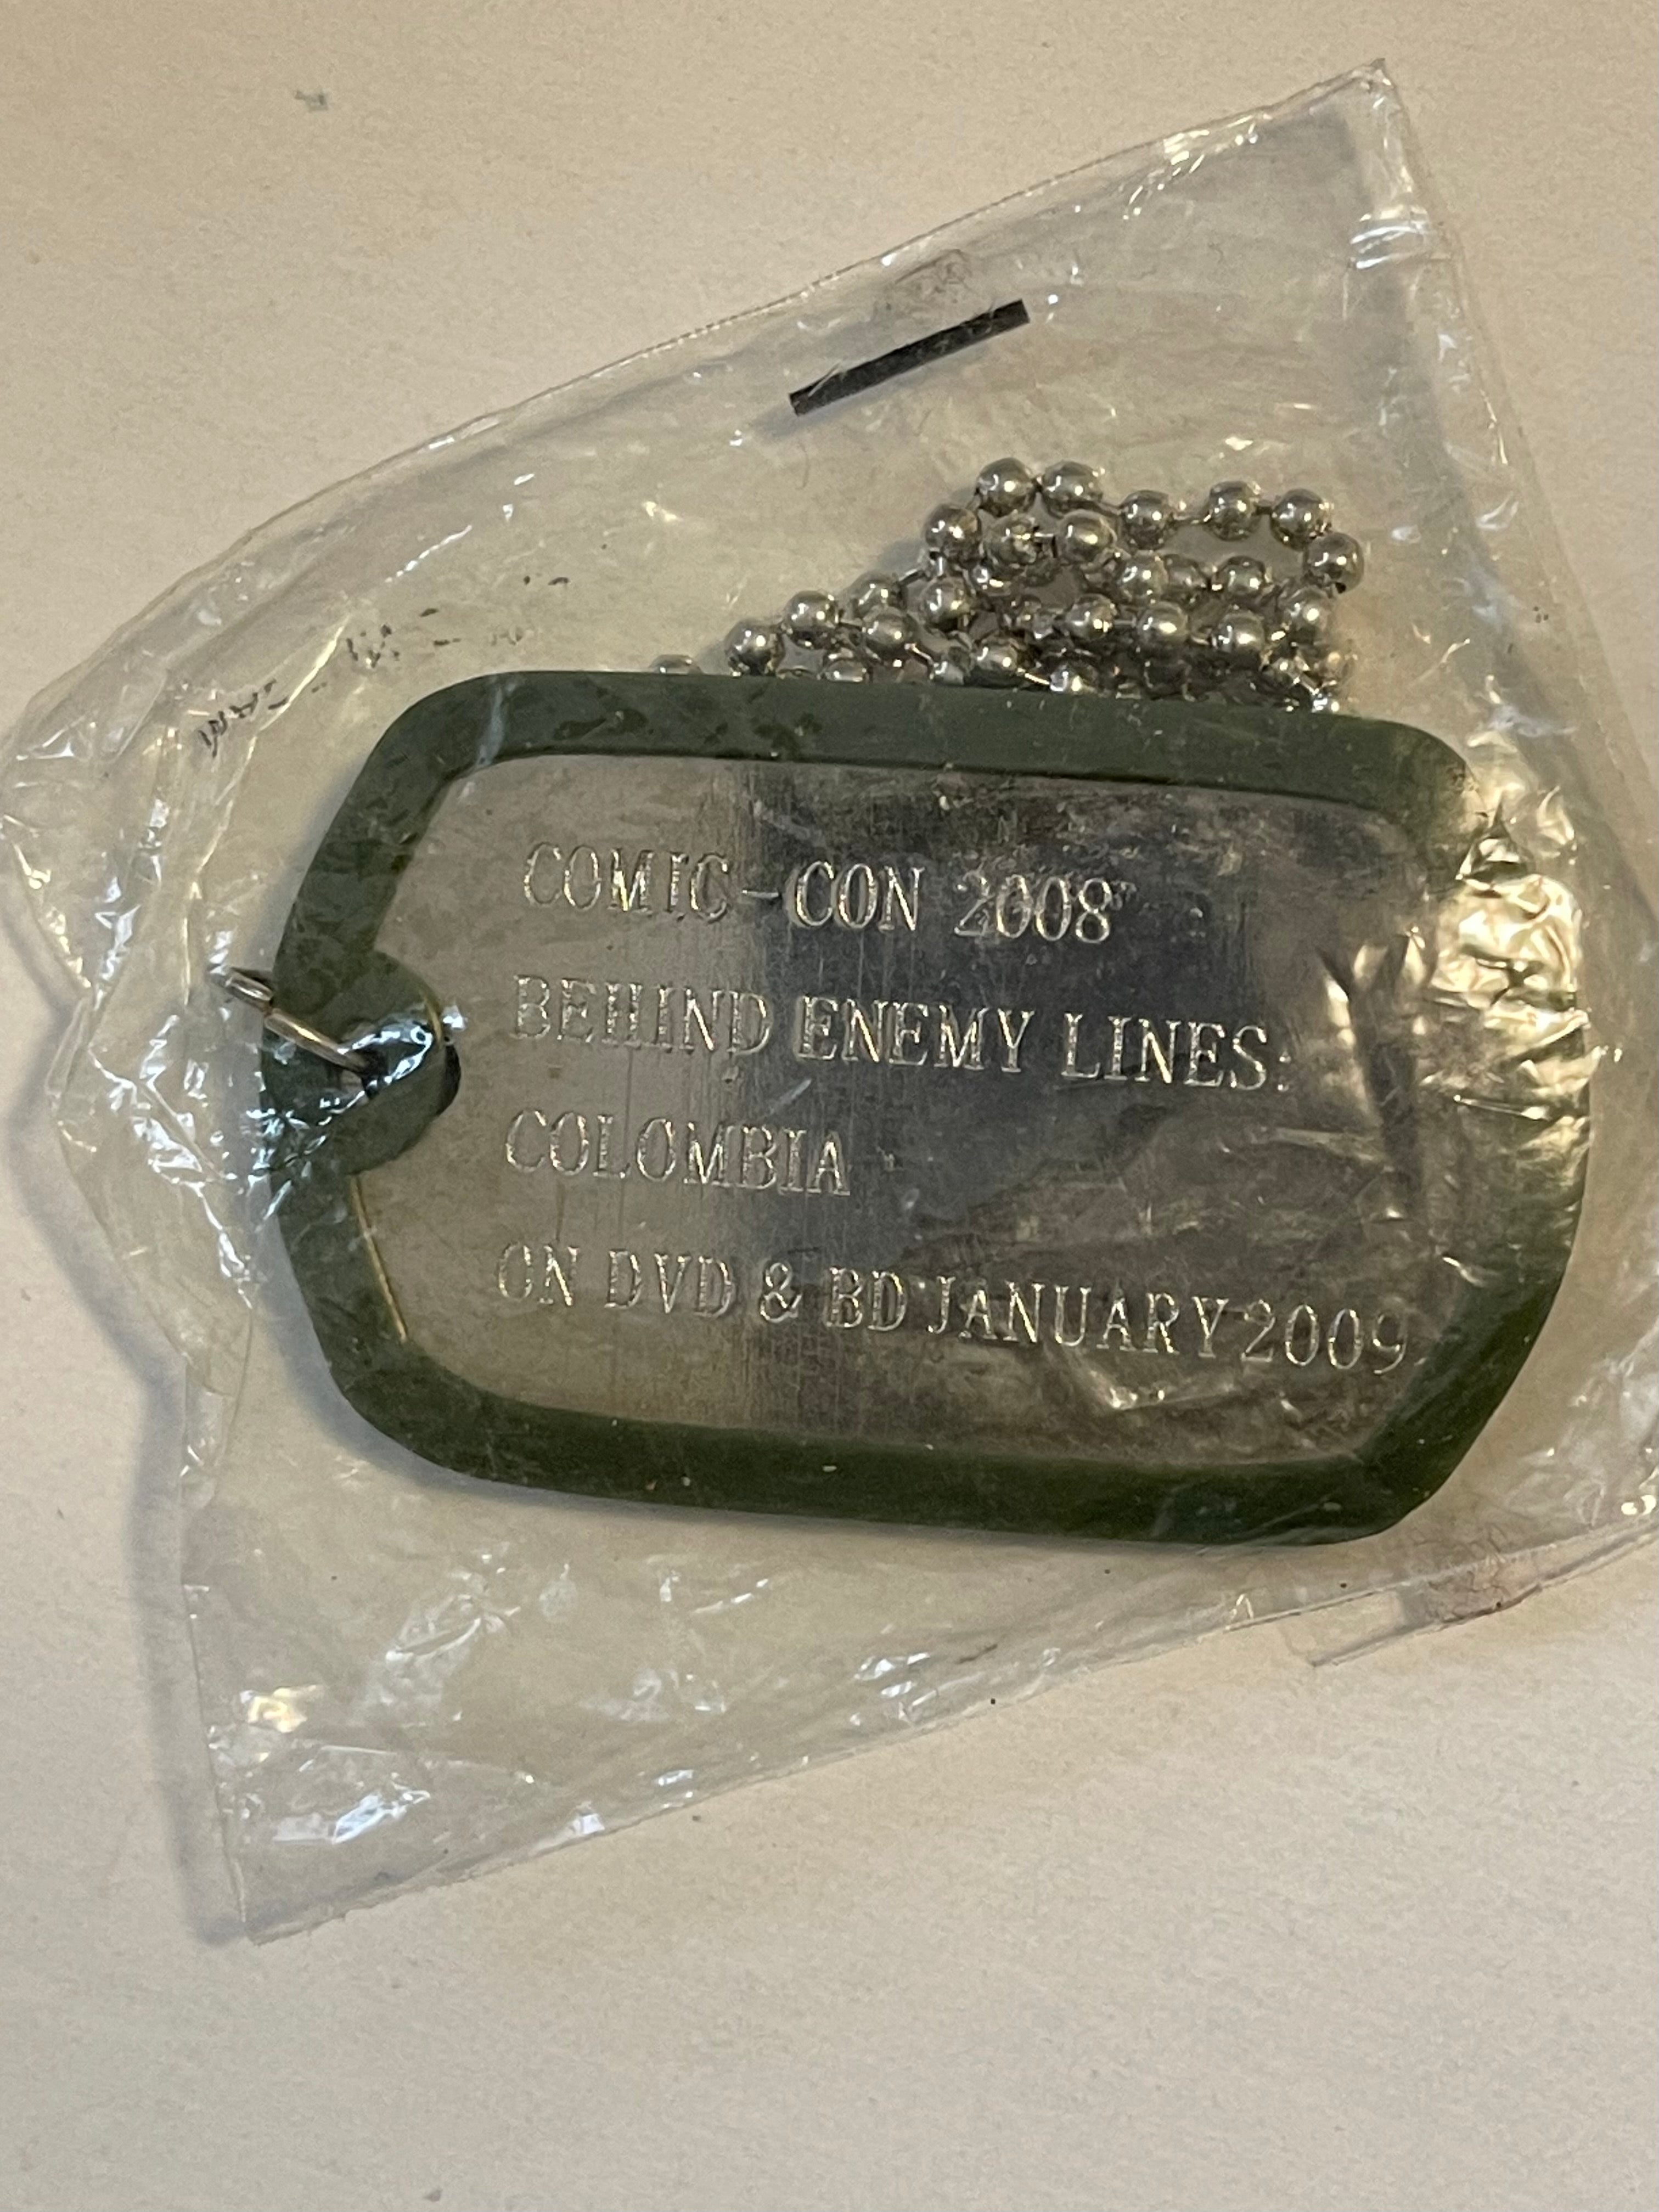 COMIC-CON 2008
BEHIND ENEMY LINES:
COLOMBIA
ON DVD & BD JANUARY 2009